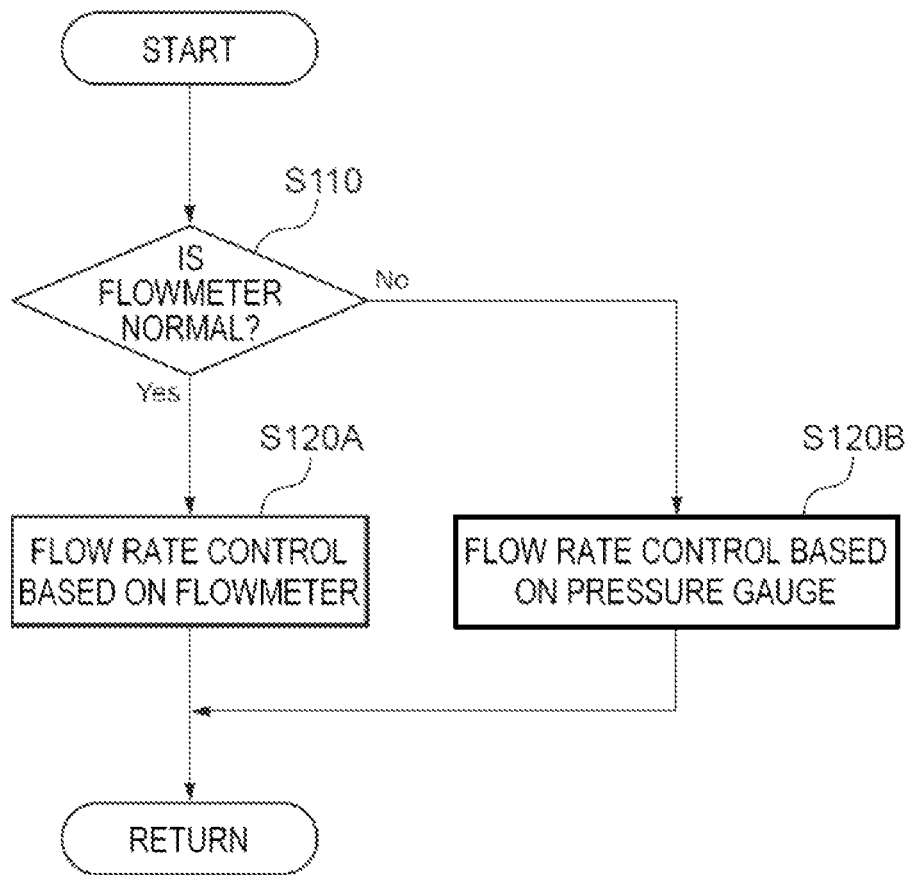 START
S110
IS
FLOWMETER
NORMAL?
No
Yes
S120A
S120B
FLOW RATE CONTROL
BASED ON FLOWMETER
FLOW RATE CONTROL BASED
ON PRESSURE GAUGE
RETURN